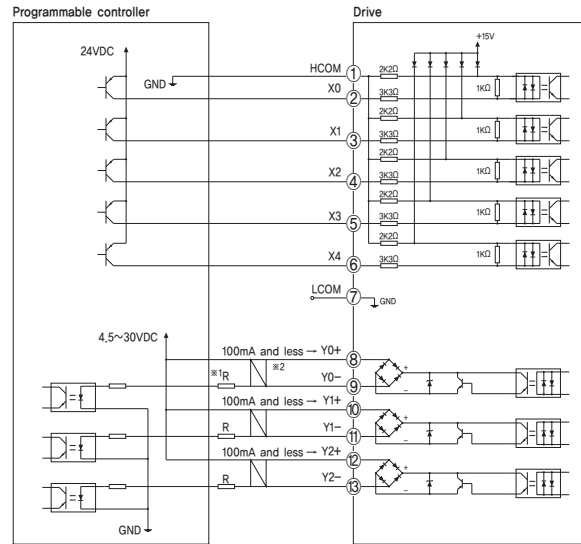 Programmable controller
Drive
24VDC
+15V
HCOM
①
2K2Ω
GND
1KΩ
X0
②
3K3Ω
2K2Ω
1KΩ
X1
③
3K3Ω
2K2Ω
1KΩ
X2
④
3K3Ω
2K2Ω
1KΩ
X3
⑤
3K3Ω
2K2Ω
1KΩ
X4
⑥
3K3Ω
LCOM
⑦
GND
4,5～30VDC
100mA and less → Y0+
⑧
+
※1
R
※2
Y0-
⑨
-
100mA and less → Y1+
⑩
+
R
Y1-
⑪
-
100mA and less → Y2+
⑫
+
R
Y2-
⑬
-
GND